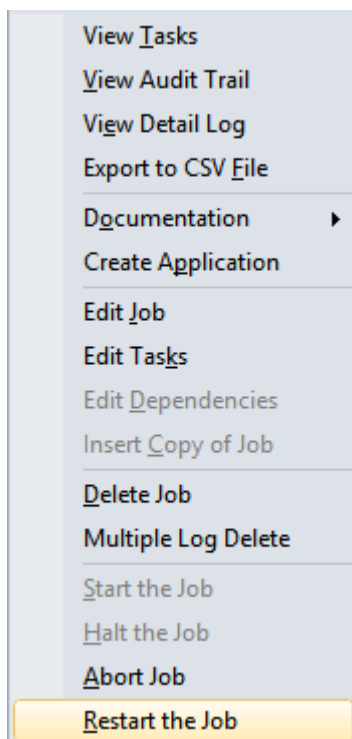 View Tasks
View Audit Trail
View Detail Log
Export to CSV File
Documentation
Create Application
Edit Job
Edit Tasks
Edit Dependencies
Insert Copy of Job
Delete Job
Multiple Log Delete
Start the Job
Halt the Job
Abort Job
Restart the Job